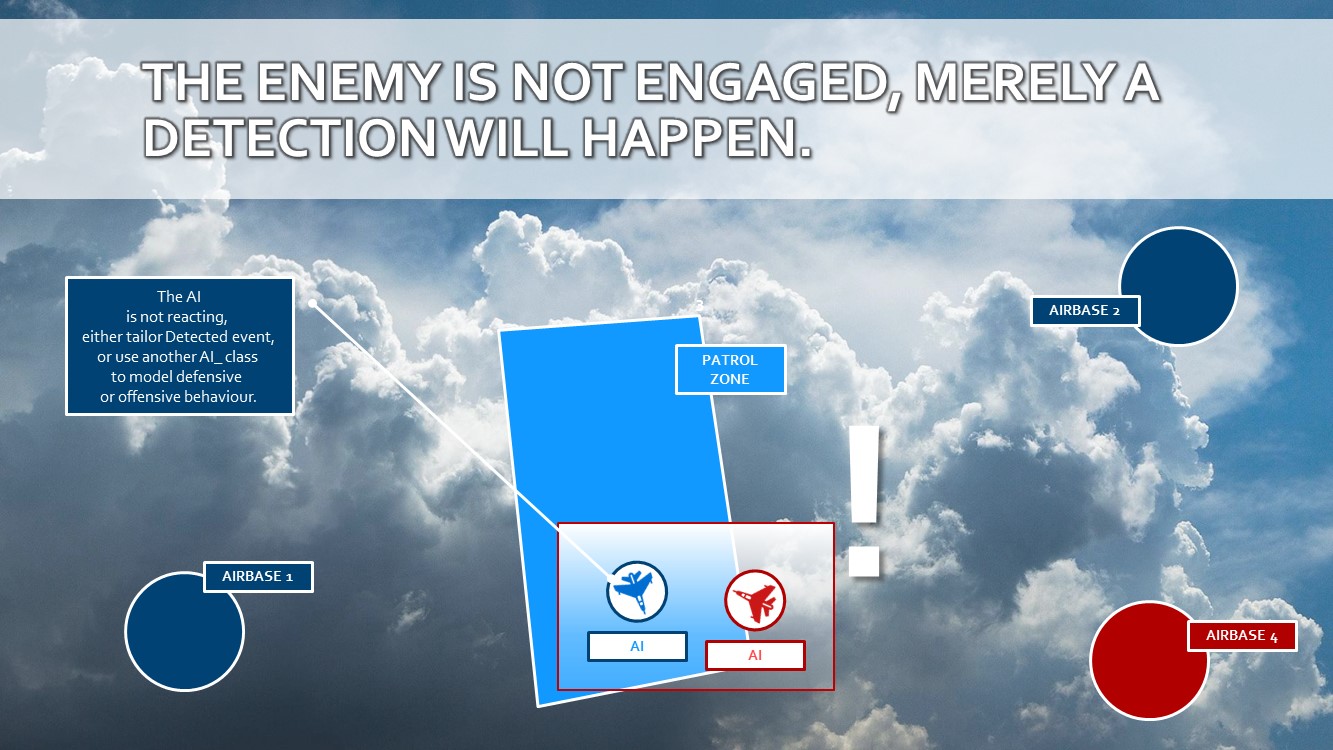 THE ENEMY IS NOT ENGAGED, MERELY A
DETECTION WILL HAPPEN.
The AI
is not reacting,
either tailor Detected event,
or use another AI_ class
to model defensive
or offensive behaviour.
AIRBASE 2
PATROL
ZONE
!
AIRBASE 1
AI
AI
AIRBASE 4